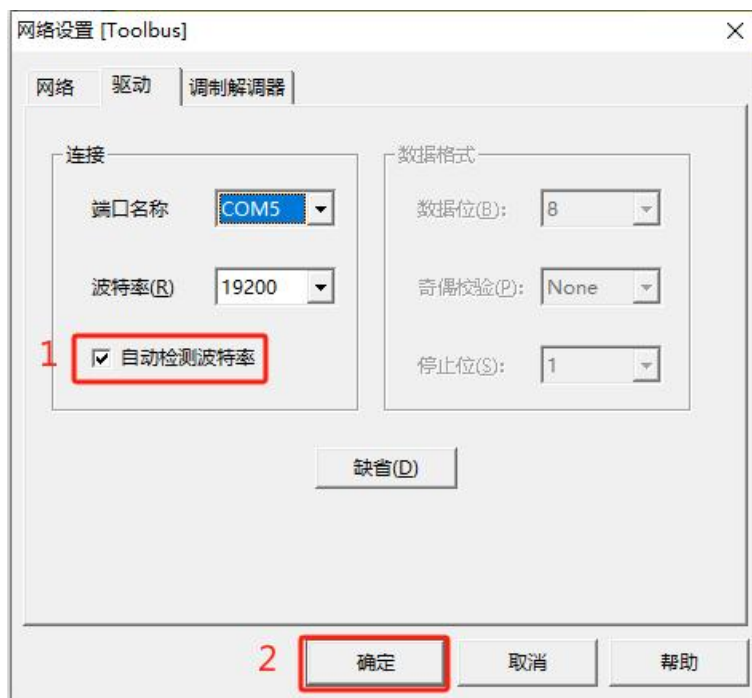 网络设置 [Toolbus]
网络 驱动 调制解调器
连接 数据格式
端口名称 COM5 数据位(B): 8
波特率(R) 19200 奇偶校验(P): None
1 自动检测波特率 停止位(S): 1
缺省(D)
2 确定 取消 帮助